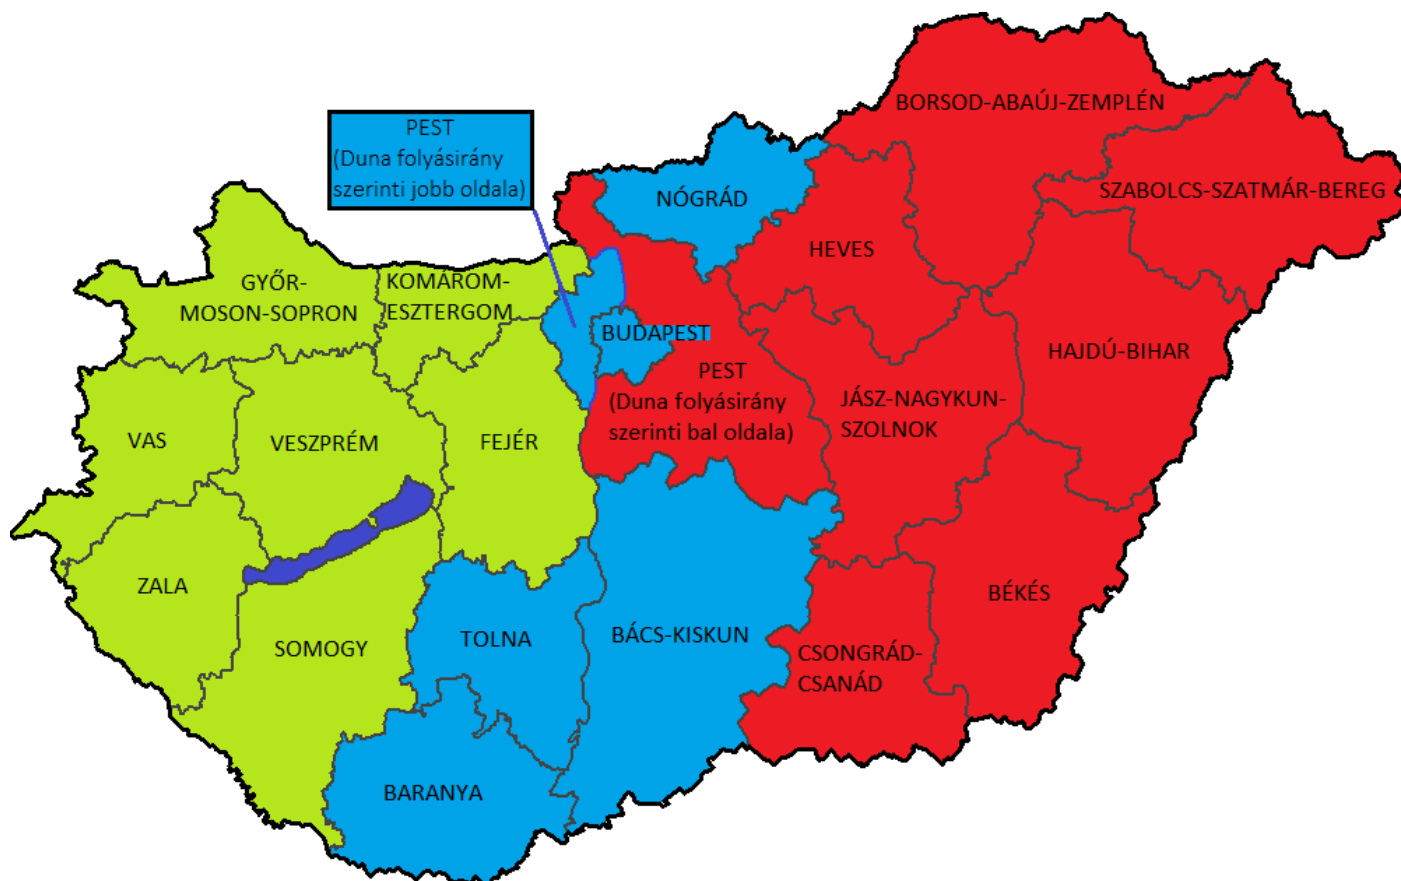 BORSOD-ABAÚJ-ZEMPLÉN
PEST
(Duna folyásirány
szerinti jobb oldala)
SZABOLCS-SZATMÁR-BEREG
NÓGRÁD
HEVES
GYŐR-
MOSON-SOPRON
KOMÁROM-
ESZTERGOM
BUDAPEST
HAJDÚ-BIHAR
PEST
(Duna folyásirány
szerinti bal oldala)
JÁSZ-NAGYKUN-
SZOLNOK
VAS
VESZPRÉM
FEJÉR
ZALA
BÉKÉS
SOMOGY
TOLNA
BÁCS-KISKUN
CSONGRÁD-
CSANÁD
BARANYA